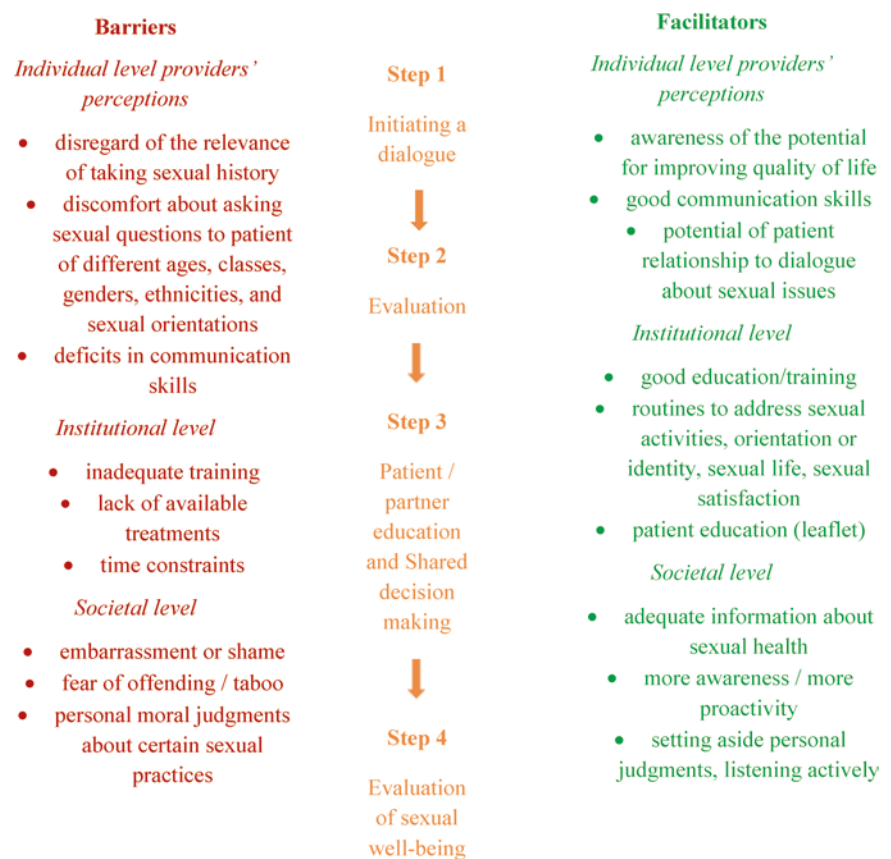 Barriers
Individual level providers'
perceptions
• disregard of the relevance
of taking sexual history
• discomfort about asking
sexual questions to patient
of different ages, classes,
genders, ethnicities, and
sexual orientations
• deficits in communication
skills
Institutional level
• inadequate training
• lack of available
treatments
• time constraints
Societal level
• embarrassment or shame
• fear of offending / taboo
• personal moral judgments
about certain sexual
practices
Step 1
Initiating a
dialogue
Step 2
Evaluation
Step 3
Patient /
partner
education
and Shared
decision
making
Step 4
Evaluation
of sexual
well-being
Facilitators
Individual level providers'
perceptions
• awareness of the potential
for improving quality of life
• good communication skills
• potential of patient
relationship to dialogue
about sexual issues
Institutional level
• good education/training
• routines to address sexual
activities, orientation or
identity, sexual life, sexual
satisfaction
• patient education (leaflet)
Societal level
• adequate information about
sexual health
• more awareness / more
proactivity
• setting aside personal
judgments, listening actively